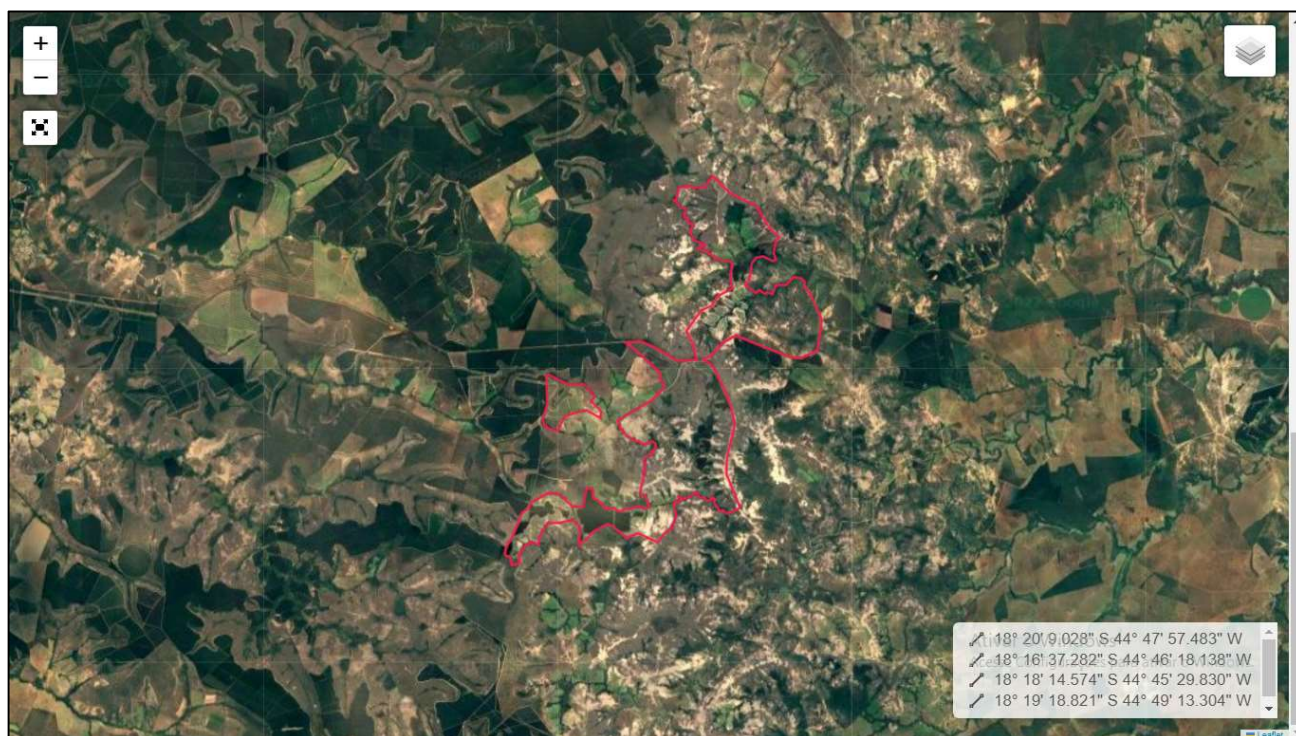 +
−
18° 20' 9.028" S 44° 47' 57.483" W
18° 16' 37.282" S 44° 46' 18.138" W
18° 18' 14.574" S 44° 45' 29.830" W
18° 19' 18.821" S 44° 49' 13.304" W
Leaflet